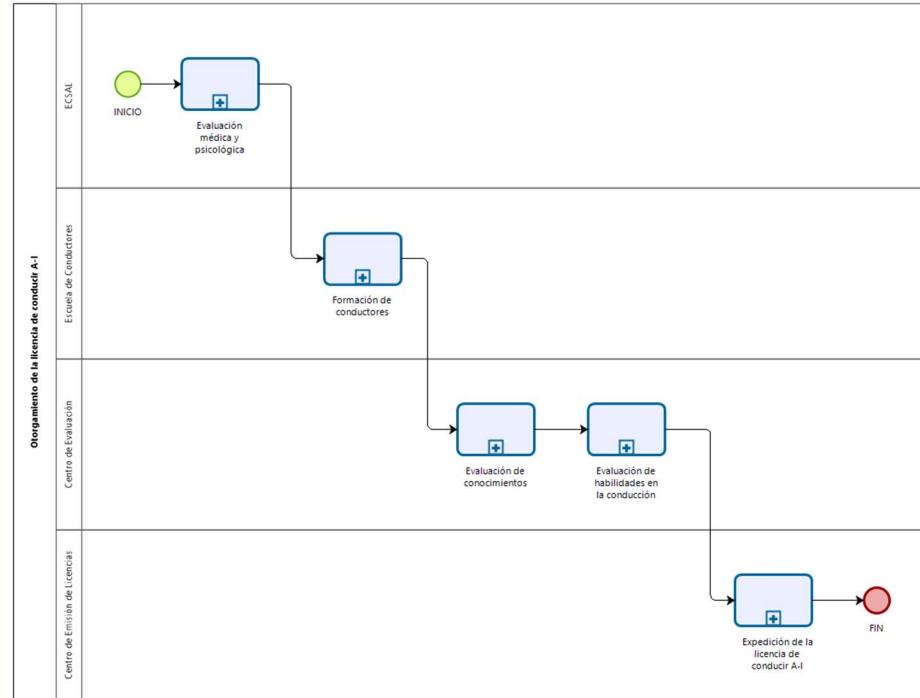 Otorgamiento de la licencia de conducir A-I
ECSAL
INICIO
Evaluación
médica y
psicológica
Escuela de Conductores
Formación de
conductores
Centro de Evaluación
Evaluación de
conocimientos
Evaluación de
habilidades en
la conducción
Centro de Emisión de Licencias
Expedición de la
licencia de
conducir A-I
FIN